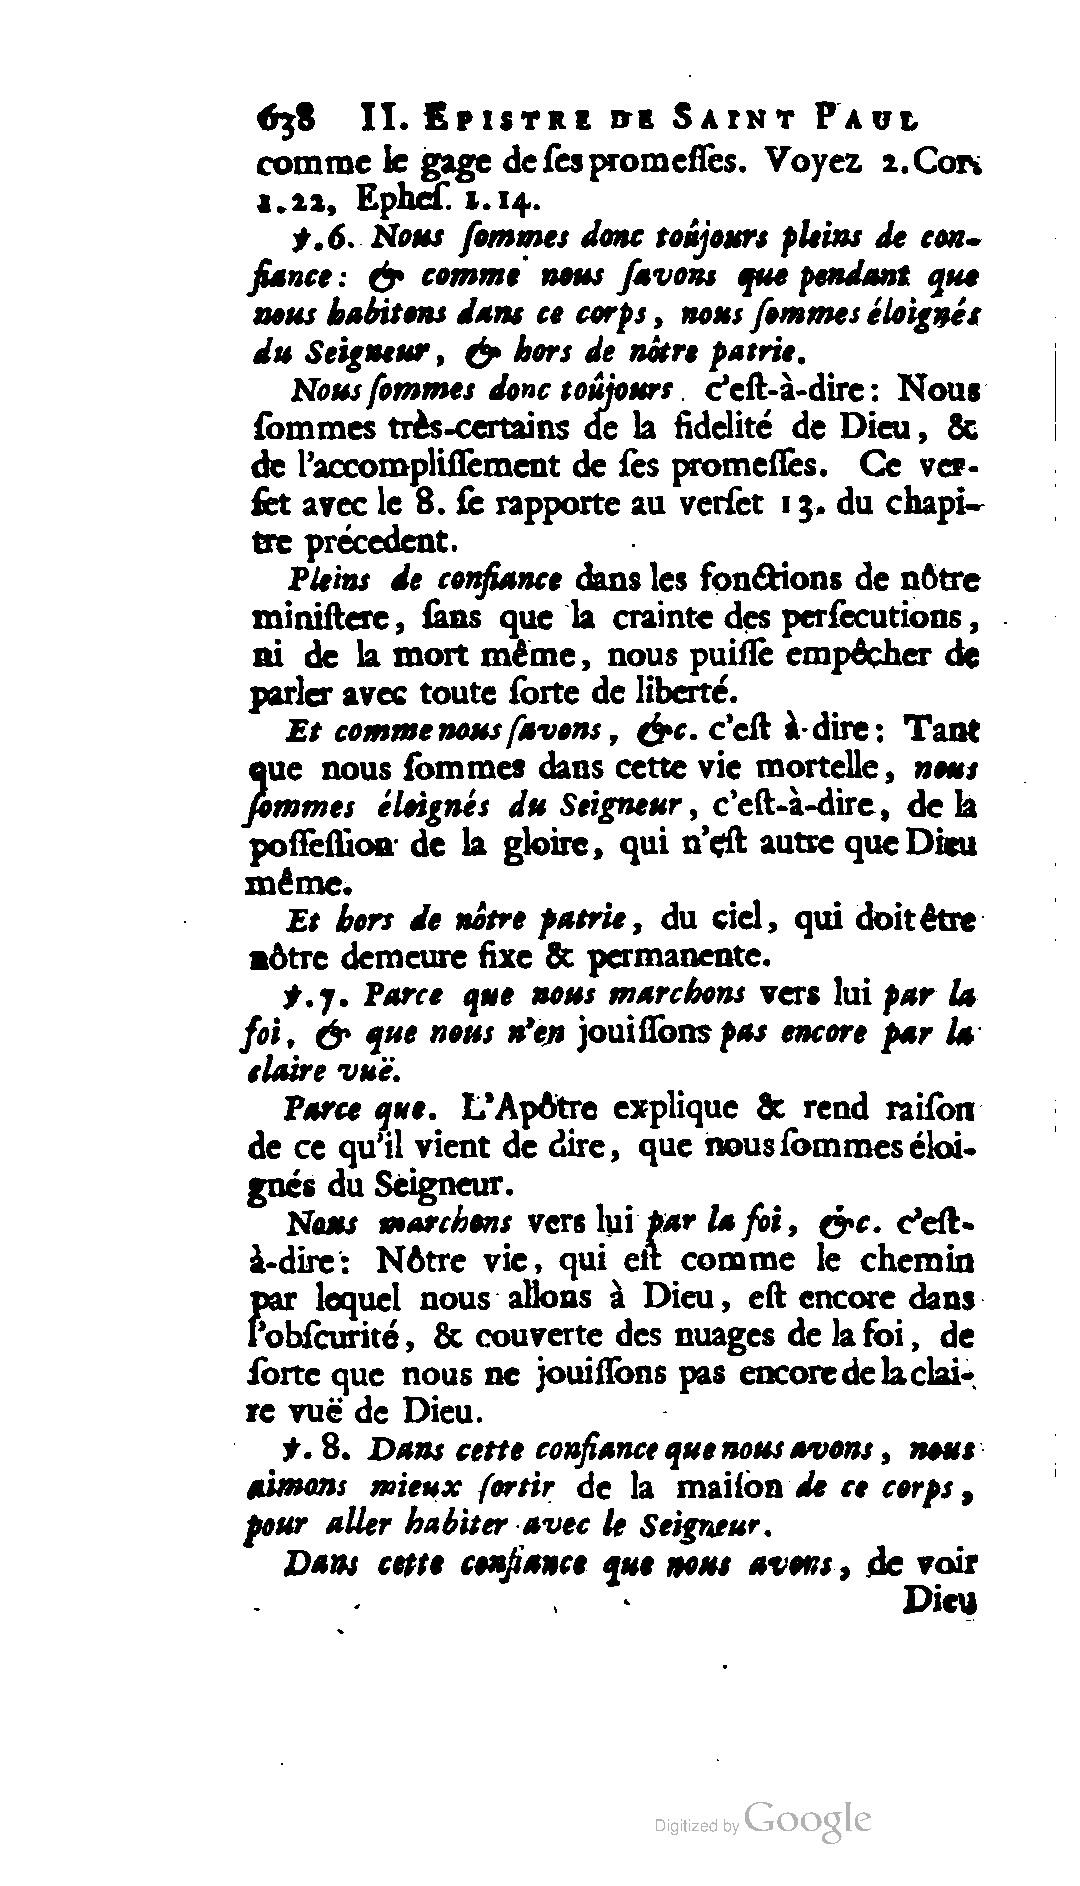 638 II. EPISTRE DE SAINT PAUL
comme le gage de ſes promeſſes. Voyez 2. Cor.
1.22, Epheſ. 1.14.
℣.6. Nous ſommes donc toûjours pleins de con-
fiance: & comme nous ſavons que pendant que
nous habitons dans ce corps, nous ſommes éloignés
du Seigneur, & hors de nôtre patrie.
Nous ſommes donc toûjours. c'eſt-à-dire: Nous
ſommes très-certains de la fidelité de Dieu, &
de l'accompliſſement de ſes promeſſes. Ce ver-
ſet avec le 8. ſe rapporte au verſet 13. du chapi-
tre précedent.
Pleins de confiance dans les fonctions de nôtre
miniſtere, ſans que la crainte des perſecutions,
ni de la mort même, nous puiſſe empêcher de
parler avec toute ſorte de liberté.
Et comme nous ſavons, &c. c'eſt à-dire: Tant
que nous ſommes dans cette vie mortelle, nous
ſommes éloignés du Seigneur, c'eſt-à-dire, de la
poſſeſſion de la gloire, qui n'eſt autre que Dieu
même.
Et hors de nôtre patrie, du ciel, qui doit être
nôtre demeure fixe & permanente.
℣.7. Parce que nous marchons vers lui par la
foi, & que nous n'en jouiſſons pas encore par la
claire vuë.
Parce que. L'Apôtre explique & rend raiſon
de ce qu'il vient de dire, que nous ſommes éloi-
gnés du Seigneur.
Nous marchons vers lui par la foi, &c. c'eſt-
à-dire: Nôtre vie, qui eſt comme le chemin
par lequel nous allons à Dieu, eſt encore dans
l'obſcurité, & couverte des nuages de la foi, de
ſorte que nous ne jouiſſons pas encore de la clai-
re vuë de Dieu.
℣.8. Dans cette confiance que nous avons, nous
aimons mieux ſortir de la maiſon de ce corps,
pour aller habiter avec le Seigneur.
Dans cette confiance que nous avons, de voir
Dieu
Digitized by Google